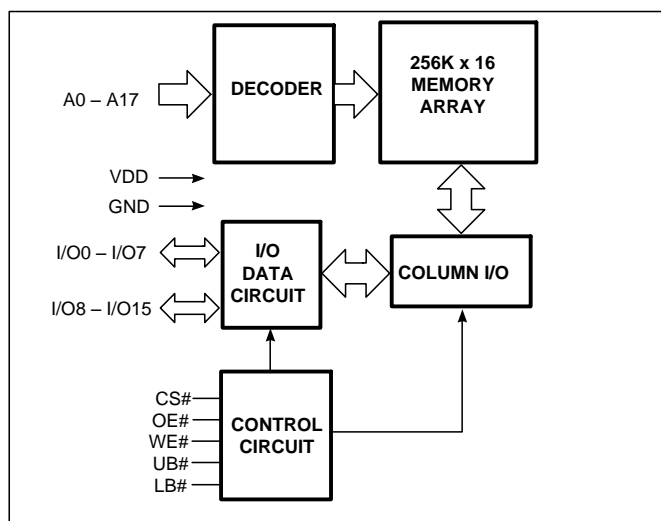 A0 – A17
DECODER
256K x 16
MEMORY
ARRAY
VDD
GND
I/O0 – I/O7
I/O8 – I/O15
I/O
DATA
CIRCUIT
COLUMN I/O
CS#
OE#
WE#
UB#
LB#
CONTROL
CIRCUIT